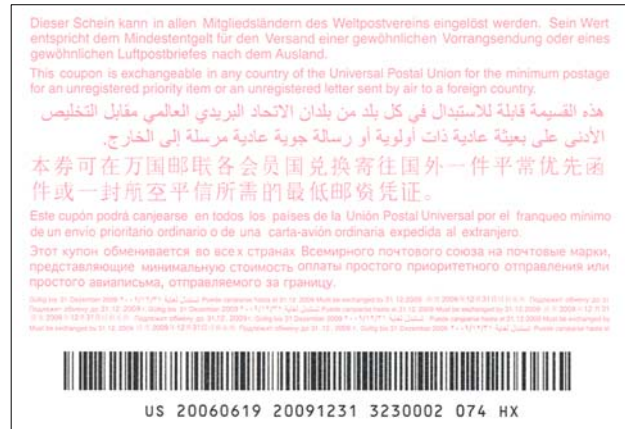 Dieser Schein kann in allen Mitgliedsländern des Weltpostvereins eingelöst werden. Sein Wert
entspricht dem Mindestentgelt für den Versand einer gewöhnlichen Vorrangsendung oder eines
gewöhnlichen Luftpostbriefes nach dem Ausland.
This coupon is exchangeable in any country of the Universal Postal Union for the minimum postage
for an unregistered priority item or an unregistered letter sent by air to a foreign country.
هذه القسيمة قابلة للاستبدال في كل بلد من بلدان الاتحاد البريدي العالمي مقابل التخليص
الأدنى على بعيثة عادية ذات أولوية أو رسالة جوية عادية مرسلة إلى الخارج.
本券可在万国邮联各会员国兑换寄往国外一件平常优先函
件或一封航空平信所需的最低邮资凭证。
Este cupón podrá canjearse en todos los países de la Unión Postal Universal por el franqueo mínimo
de un envío prioritario ordinario o de una carta-avión ordinaria expedida al extranjero.
Этот купон обменивается во всех странах Всемирного почтового союза на почтовые марки,
представляющие минимальную стоимость оплаты простого приоритетного отправления или
простого авиаписьма, отправляемого за границу.
US 20060619 20091231 3230002 074 HX